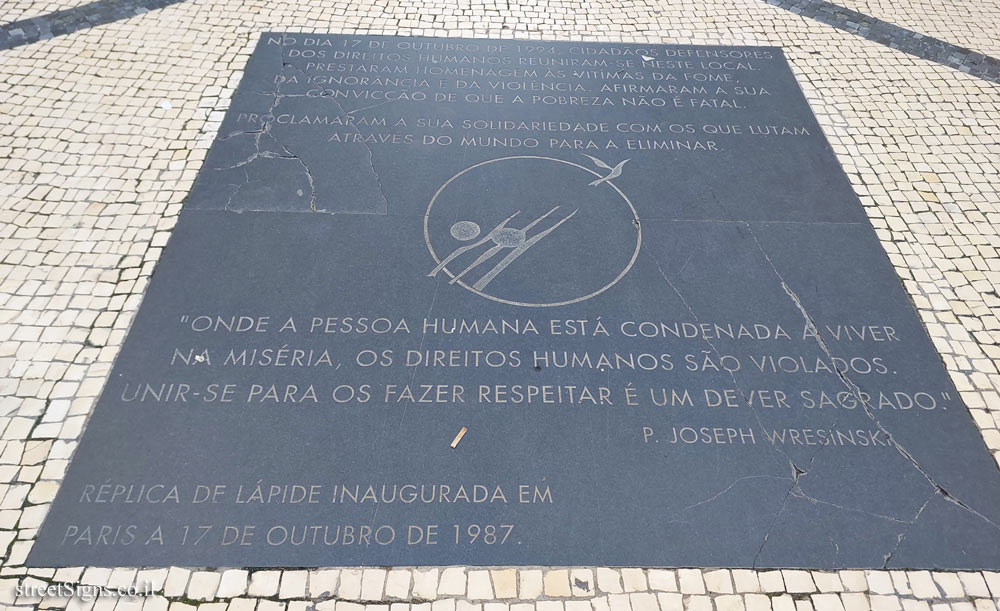 NO DIA 17 DE OUTUBRO DE 1994, CIDADÃOS DEFENSORES
DOS DIREITOS HUMANOS REUNIRAM-SE NESTE LOCAL.
PRESTARAM HOMENAGEM ÀS VÍTIMAS DA FOME,
DA IGNORÂNCIA E DA VIOLENCIA. AFIRMARAM A SUA
CONVICCÃO DE QUE A POBREZA NÃO É FATAL.
PROCLAMARAM A SUA SOLIDARIEDADE COM OS QUE LUTAM
ATRAVÉS DO MUNDO PARA A ELIMINAR.
"ONDE A PESSOA HUMANA ESTÁ CONDENADA A VIVER
NA MISÉRIA, OS DIREITOS HUMANOS SÃO VIOLADOS.
UNIR-SE PARA OS FAZER RESPEITAR É UM DEVER SAGRADO."
P. JOSEPH WRESINSKI
RÉPLICA DE LÁPIDE INAUGURADA EM
PARIS A 17 DE OUTUBRO DE 1987.
streetSigns.co.il